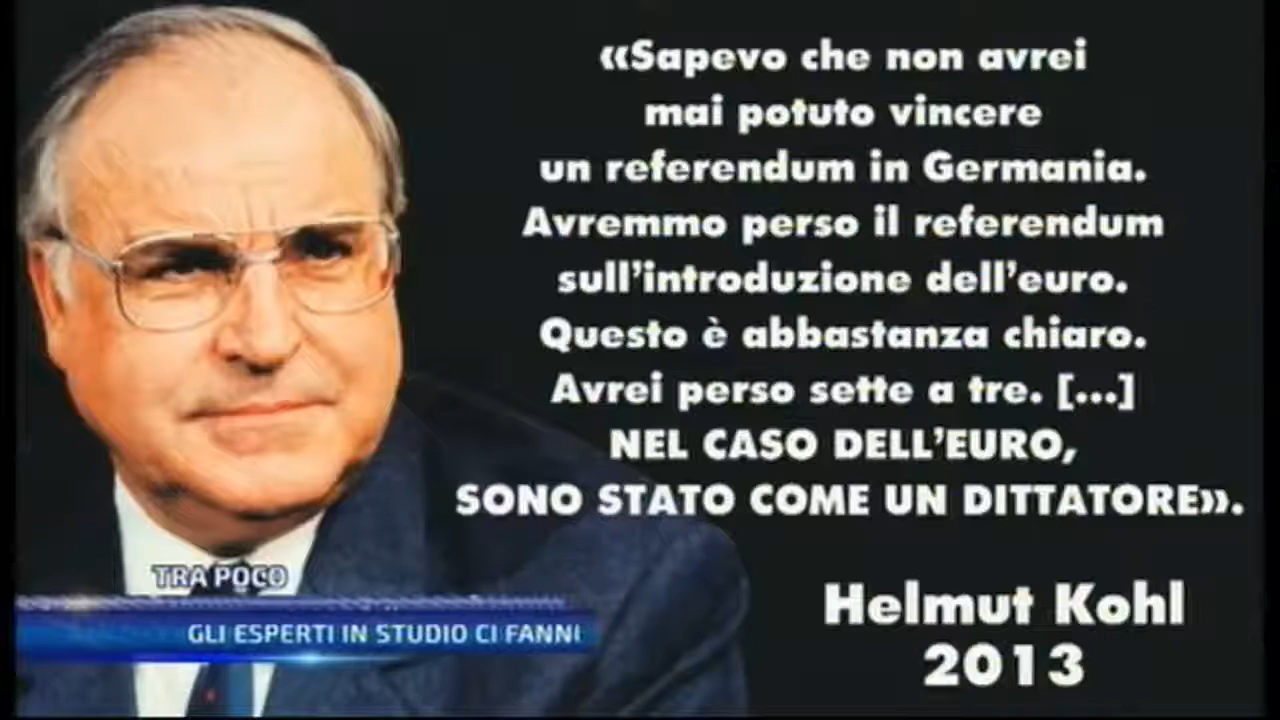 «Sapevo che non avrei
mai potuto vincere
un referendum in Germania.
Avremmo perso il referendum
sull'introduzione dell'euro.
Questo è abbastanza chiaro.
Avrei perso sette a tre. [...]
NEL CASO DELL'EURO,
SONO STATO COME UN DITTATORE».
Helmut Kohl
2013
TRA POCO
GLI ESPERTI IN STUDIO CI FANNI